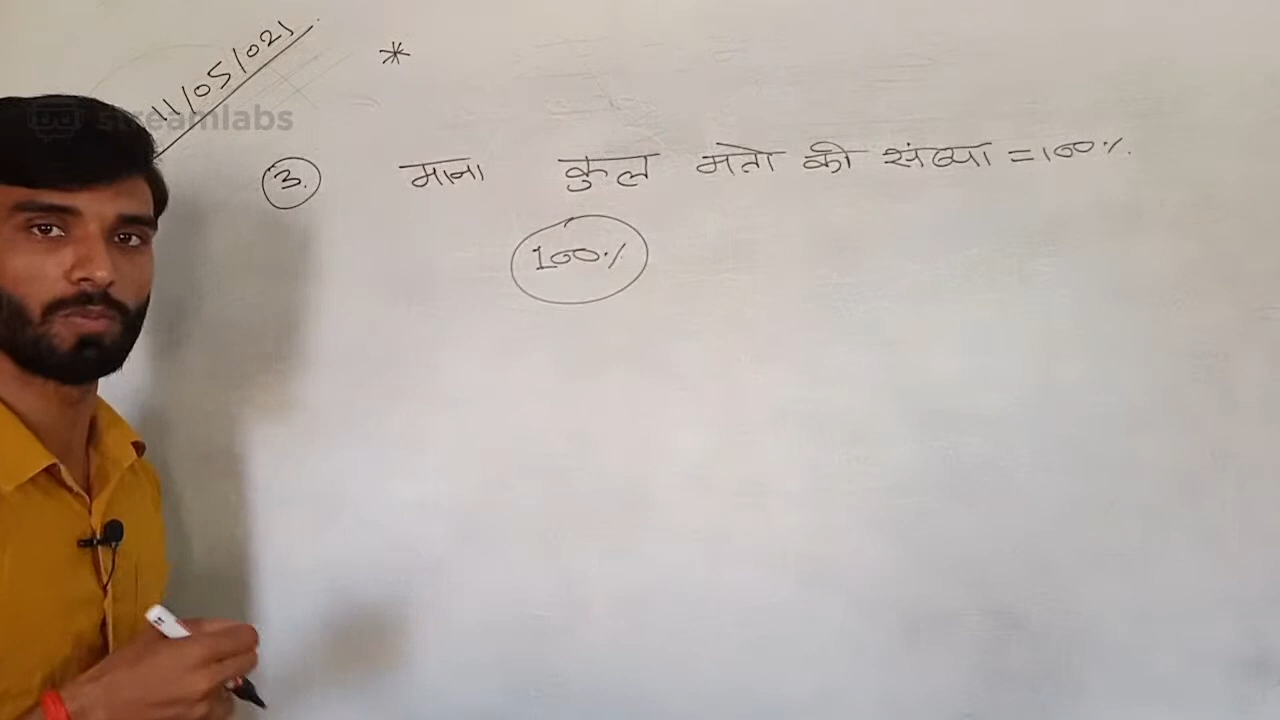 11/05/021
*
streamlabs
3. माना कुल मतो की संख्या = 100%.
100%